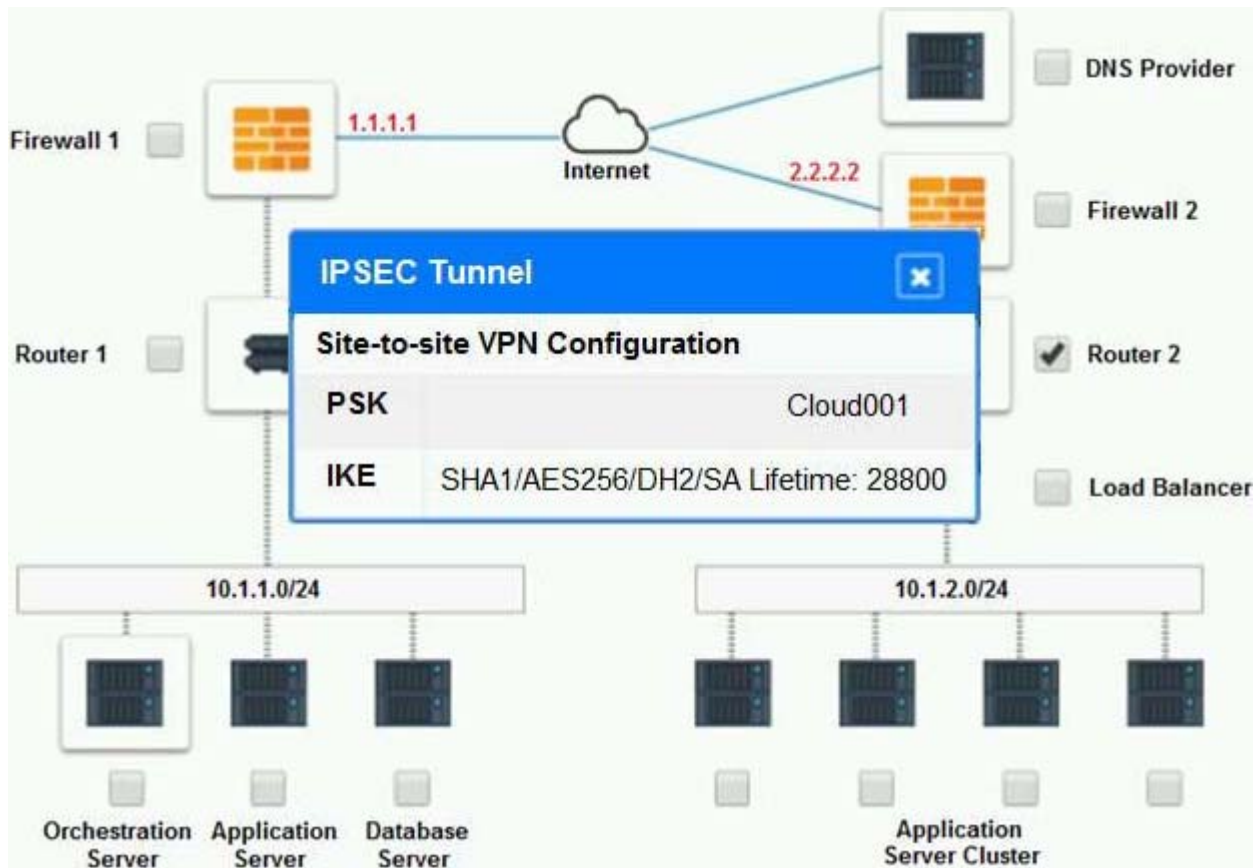 DNS Provider
Firewall 1
1.1.1.1
Internet
2.2.2.2
Firewall 2
IPSEC Tunnel
Site-to-site VPN Configuration
Router 1
Router 2
PSK
Cloud001
IKE
SHA1/AES256/DH2/SA Lifetime: 28800
Load Balancer
10.1.1.0/24
10.1.2.0/24
Orchestration
Server
Application
Server
Database
Server
Application
Server Cluster